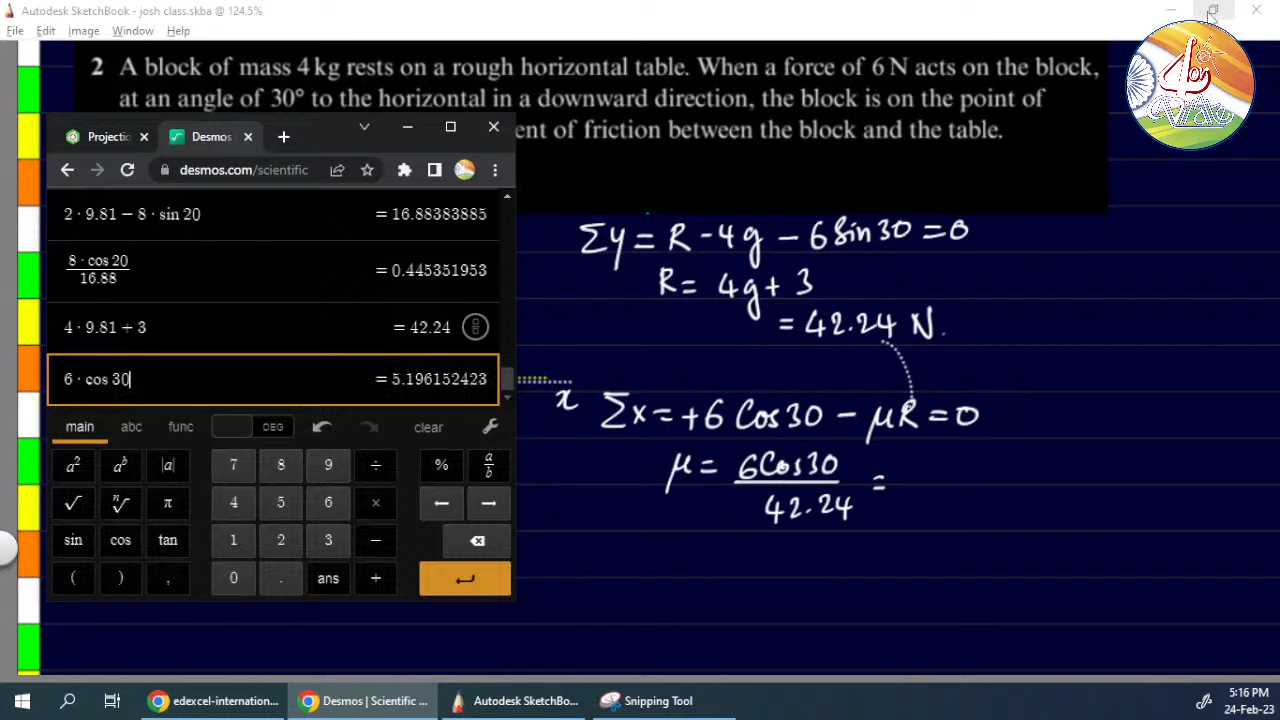 Autodesk SketchBook - josh class.skba @ 124.5%
File Edit Image Window Help
2 A block of mass 4 kg rests on a rough horizontal table. When a force of 6 N acts on the block,
at an angle of 30° to the horizontal in a downward direction, the block is on the point of
ent of friction between the block and the table.
Projectio Desmos
desmos.com/scientific
2 · 9.81 − 8 · sin 20 = 16.88383885
8 · cos 20
16.88
= 0.445351953
4 · 9.81 + 3 = 42.24
6 · cos 30 = 5.196152423
main abc func DEG clear
a² aᵇ |a| 7 8 9 ÷ % a/b
√ ⁿ√ π 4 5 6 × ← →
sin cos tan 1 2 3 −
( ) , 0 . ans +
Σy = R - 4g - 6 Sin 30 = 0
R = 4g + 3
= 42.24 N.
x Σx = +6 Cos 30 - μR = 0
μ = 6Cos30
42.24
=
edexcel-internationa... Desmos | Scientific ... Autodesk SketchBo... Snipping Tool
5:16 PM
24-Feb-23